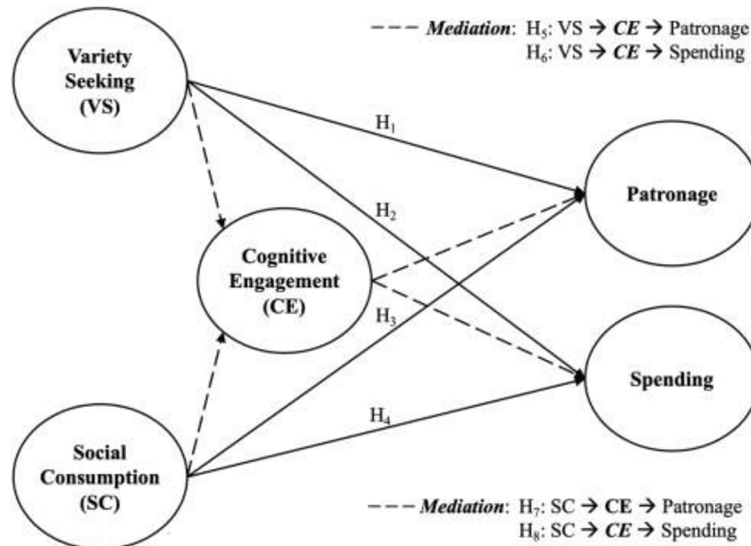 Variety
Seeking
(VS)
--- Mediation: H₅: VS → CE → Patronage
H₆: VS → CE → Spending
H₁
Patronage
H₂
Cognitive
Engagement
(CE)
H₃
Spending
H₄
Social
Consumption
(SC)
--- Mediation: H₇: SC → CE → Patronage
H₈: SC → CE → Spending